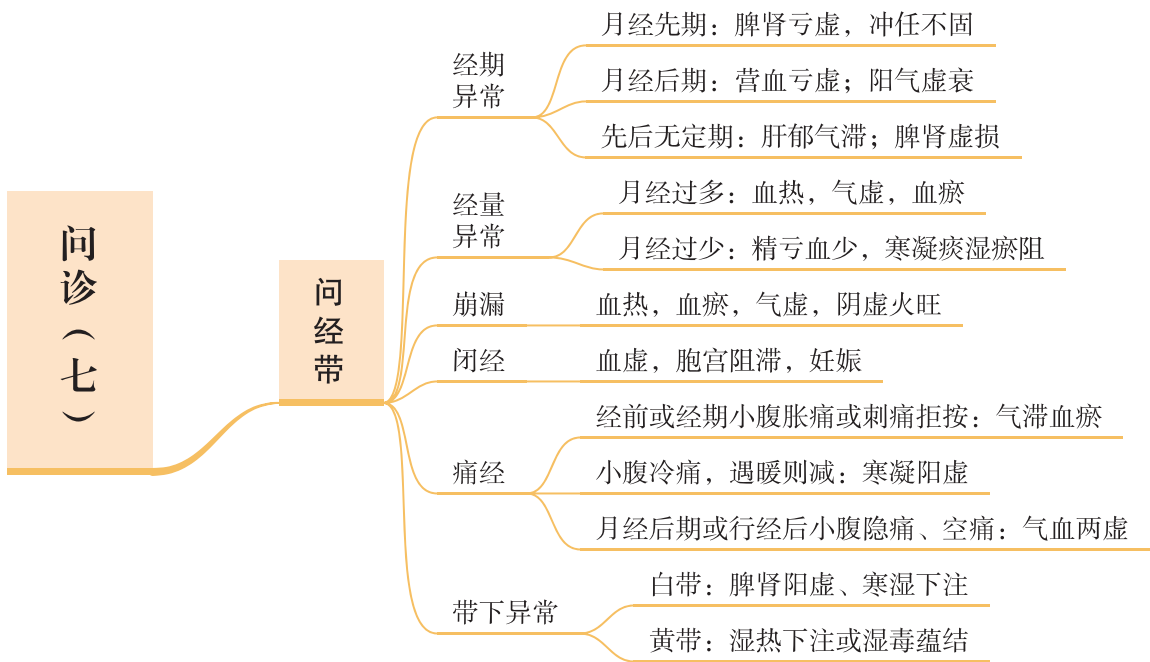 问诊（七）
问经带
经期
异常
月经先期：脾肾亏虚，冲任不固
月经后期：营血亏虚；阳气虚衰
先后无定期：肝郁气滞；脾肾虚损
经量
异常
月经过多：血热，气虚，血瘀
月经过少：精亏血少，寒凝痰湿瘀阻
崩漏
血热，血瘀，气虚，阴虚火旺
闭经
血虚，胞宫阻滞，妊娠
痛经
经前或经期小腹胀痛或刺痛拒按：气滞血瘀
小腹冷痛，遇暖则减：寒凝阳虚
月经后期或行经后小腹隐痛、空痛：气血两虚
带下异常
白带：脾肾阳虚、寒湿下注
黄带：湿热下注或湿毒蕴结